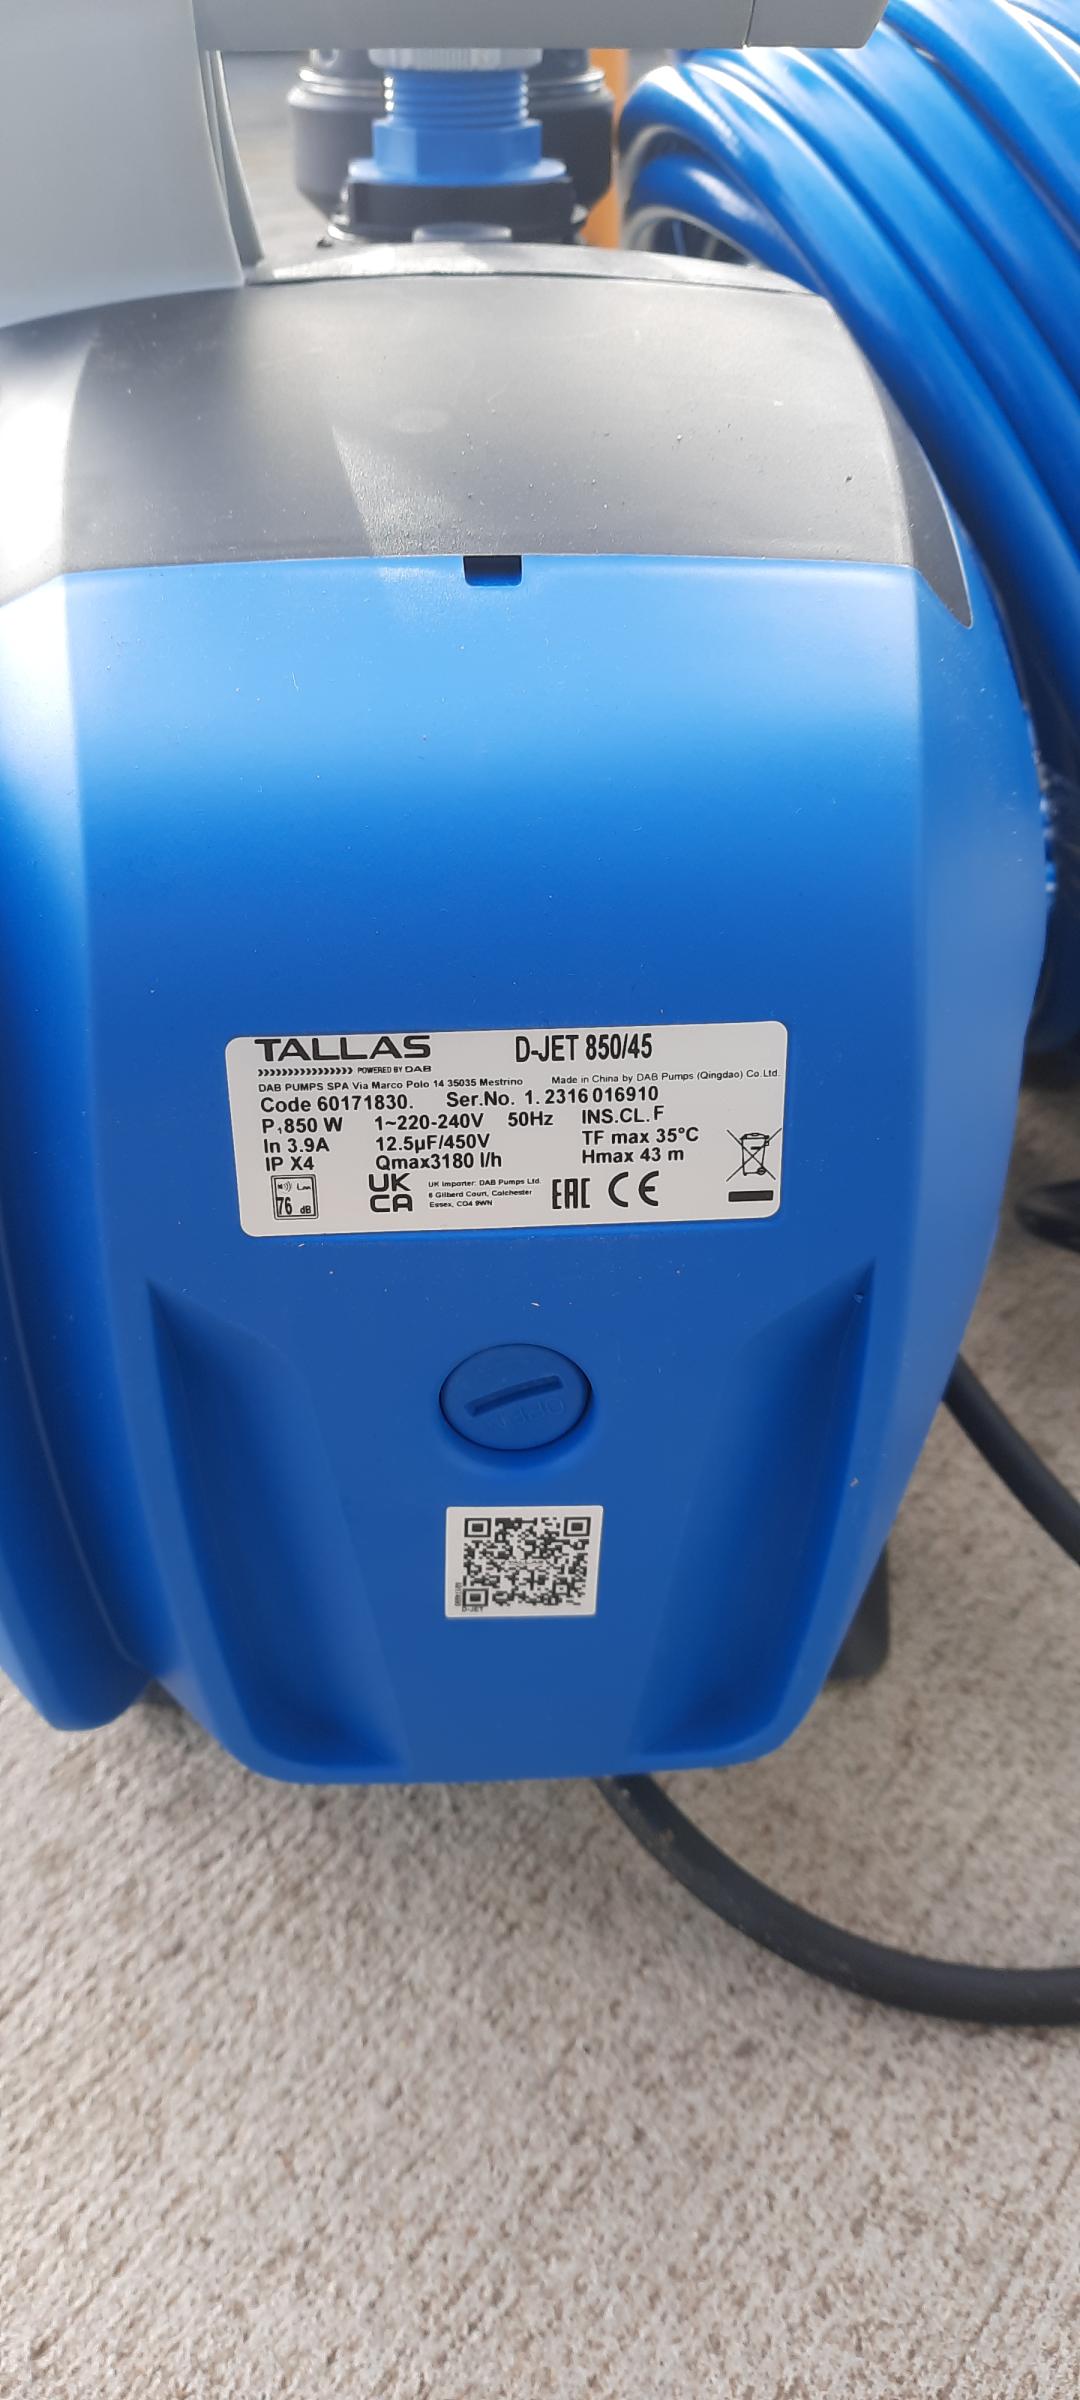 TALLAS D-JET 850/45
POWERED BY DAB
DAB PUMPS SPA Via Marco Polo 14 35035 Mestrino Made in China by DAB Pumps (Qingdao) Co.Ltd.
Code 60171830. Ser.No. 1. 2316 016910
P₁850 W 1~220-240V 50Hz INS.CL.F
In 3.9A 12.5µF/450V TF max 35°C
IP X4 Qmax3180 l/h Hmax 43 m
76 dB
UK CA
UK Importer: DAB Pumps Ltd.
6 Gilberd Court, Colchester
Essex, CO4 9WN
EAC CE
OPEN
TALLAS
D-JET